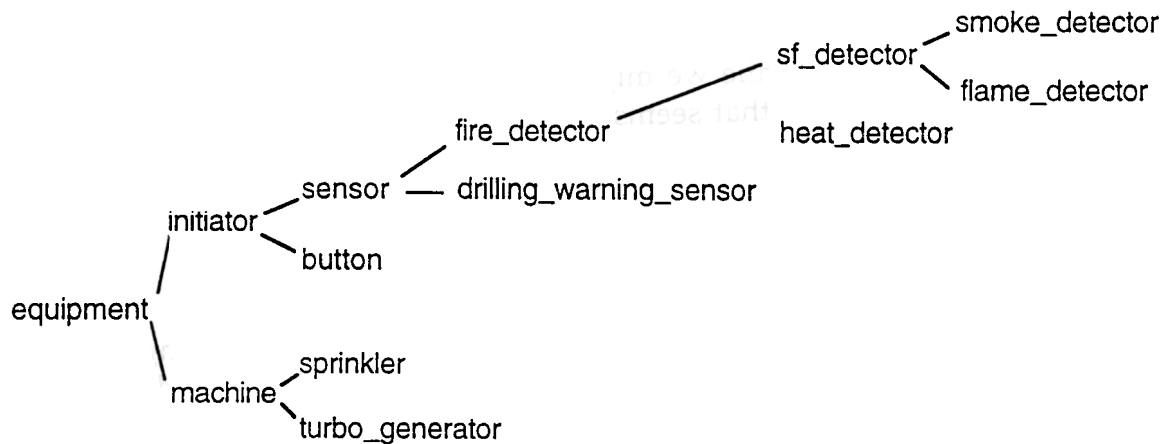 smoke_detector
sf_detector
flame_detector
fire_detector
heat_detector
sensor
drilling_warning_sensor
initiator
button
equipment
sprinkler
machine
turbo_generator